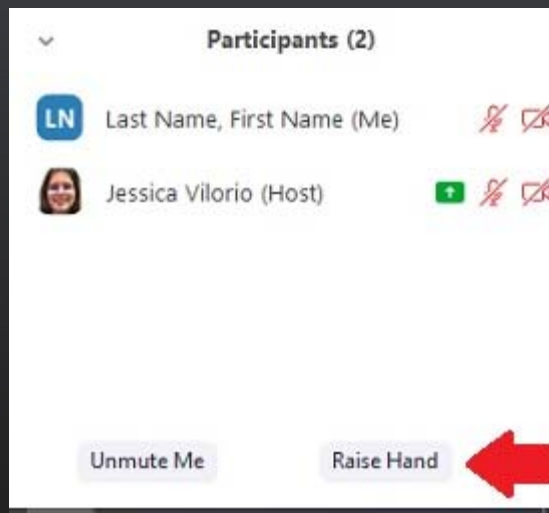 Participants (2)
LN Last Name, First Name (Me)
Jessica Vilorio (Host)
Unmute Me Raise Hand